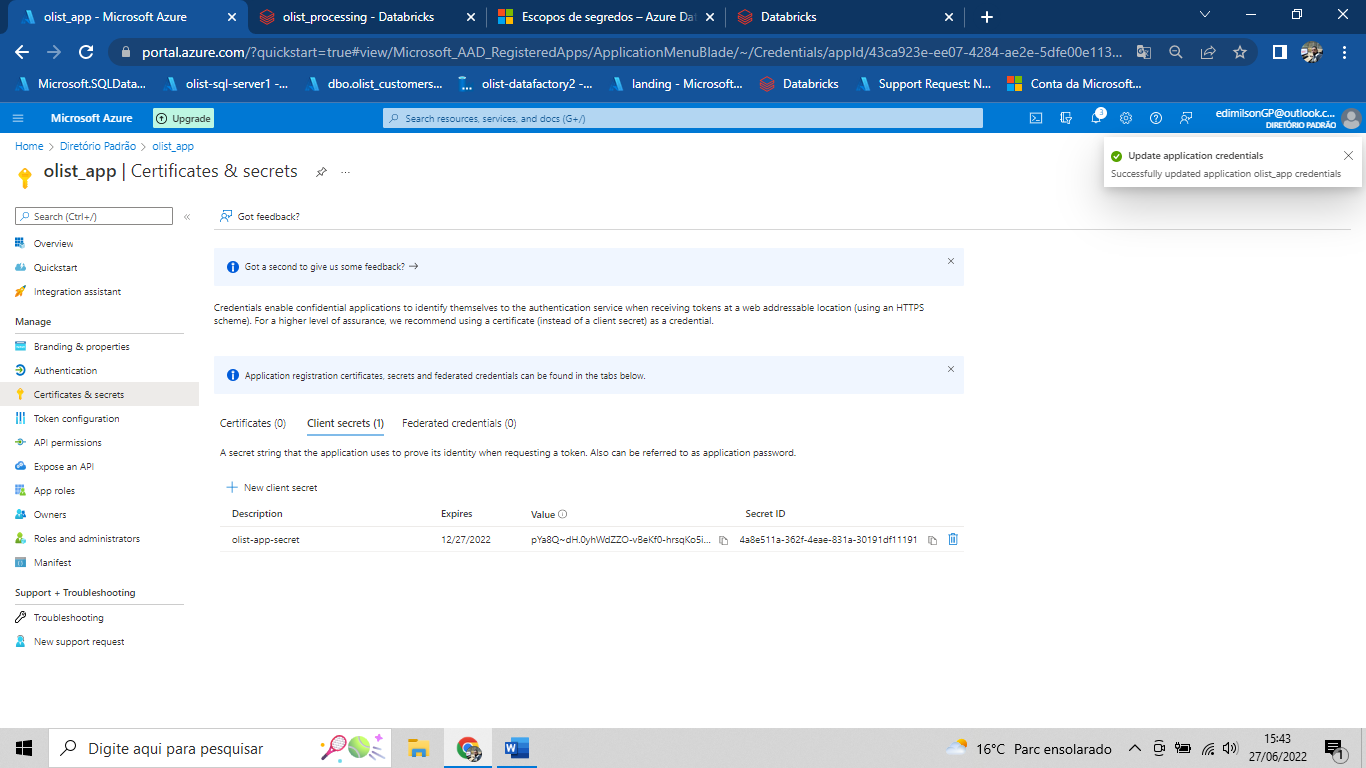 olist_app - Microsoft Azure
olist_processing - Databricks
Escopos de segredos – Azure Da
Databricks
portal.azure.com/?quickstart=true#view/Microsoft_AAD_RegisteredApps/ApplicationMenuBlade/~/Credentials/appId/43ca923e-ee07-4284-ae2e-5dfe00e113...
Microsoft.SQLData...
olist-sql-server1 -...
dbo.olist_customers...
olist-datafactory2 -...
landing - Microsoft...
Databricks
Support Request: N...
Conta da Microsoft...
Microsoft Azure
Upgrade
Search resources, services, and docs (G+/)
3
edimilsonGP@outlook.c...
DIRETÓRIO PADRÃO
Home > Diretório Padrão > olist_app
olist_app | Certificates & secrets
...
Update application credentials
Successfully updated application olist_app credentials
Search (Ctrl+/)
«
Got feedback?
Overview
Quickstart
Integration assistant
Manage
Branding & properties
Authentication
Certificates & secrets
Token configuration
API permissions
Expose an API
App roles
Owners
Roles and administrators
Manifest
Support + Troubleshooting
Troubleshooting
New support request
Got a second to give us some feedback? →
Credentials enable confidential applications to identify themselves to the authentication service when receiving tokens at a web addressable location (using an HTTPS
scheme). For a higher level of assurance, we recommend using a certificate (instead of a client secret) as a credential.
Application registration certificates, secrets and federated credentials can be found in the tabs below.
Certificates (0)
Client secrets (1)
Federated credentials (0)
A secret string that the application uses to prove its identity when requesting a token. Also can be referred to as application password.
New client secret
Description
Expires
Value
Secret ID
olist-app-secret
12/27/2022
pYa8Q~dH.0yhWdZZO-vBeKf0-hrsqKo5i...
4a8e511a-362f-4eae-831a-30191df11191
Digite aqui para pesquisar
16°C Parc ensolarado
15:43
27/06/2022
1